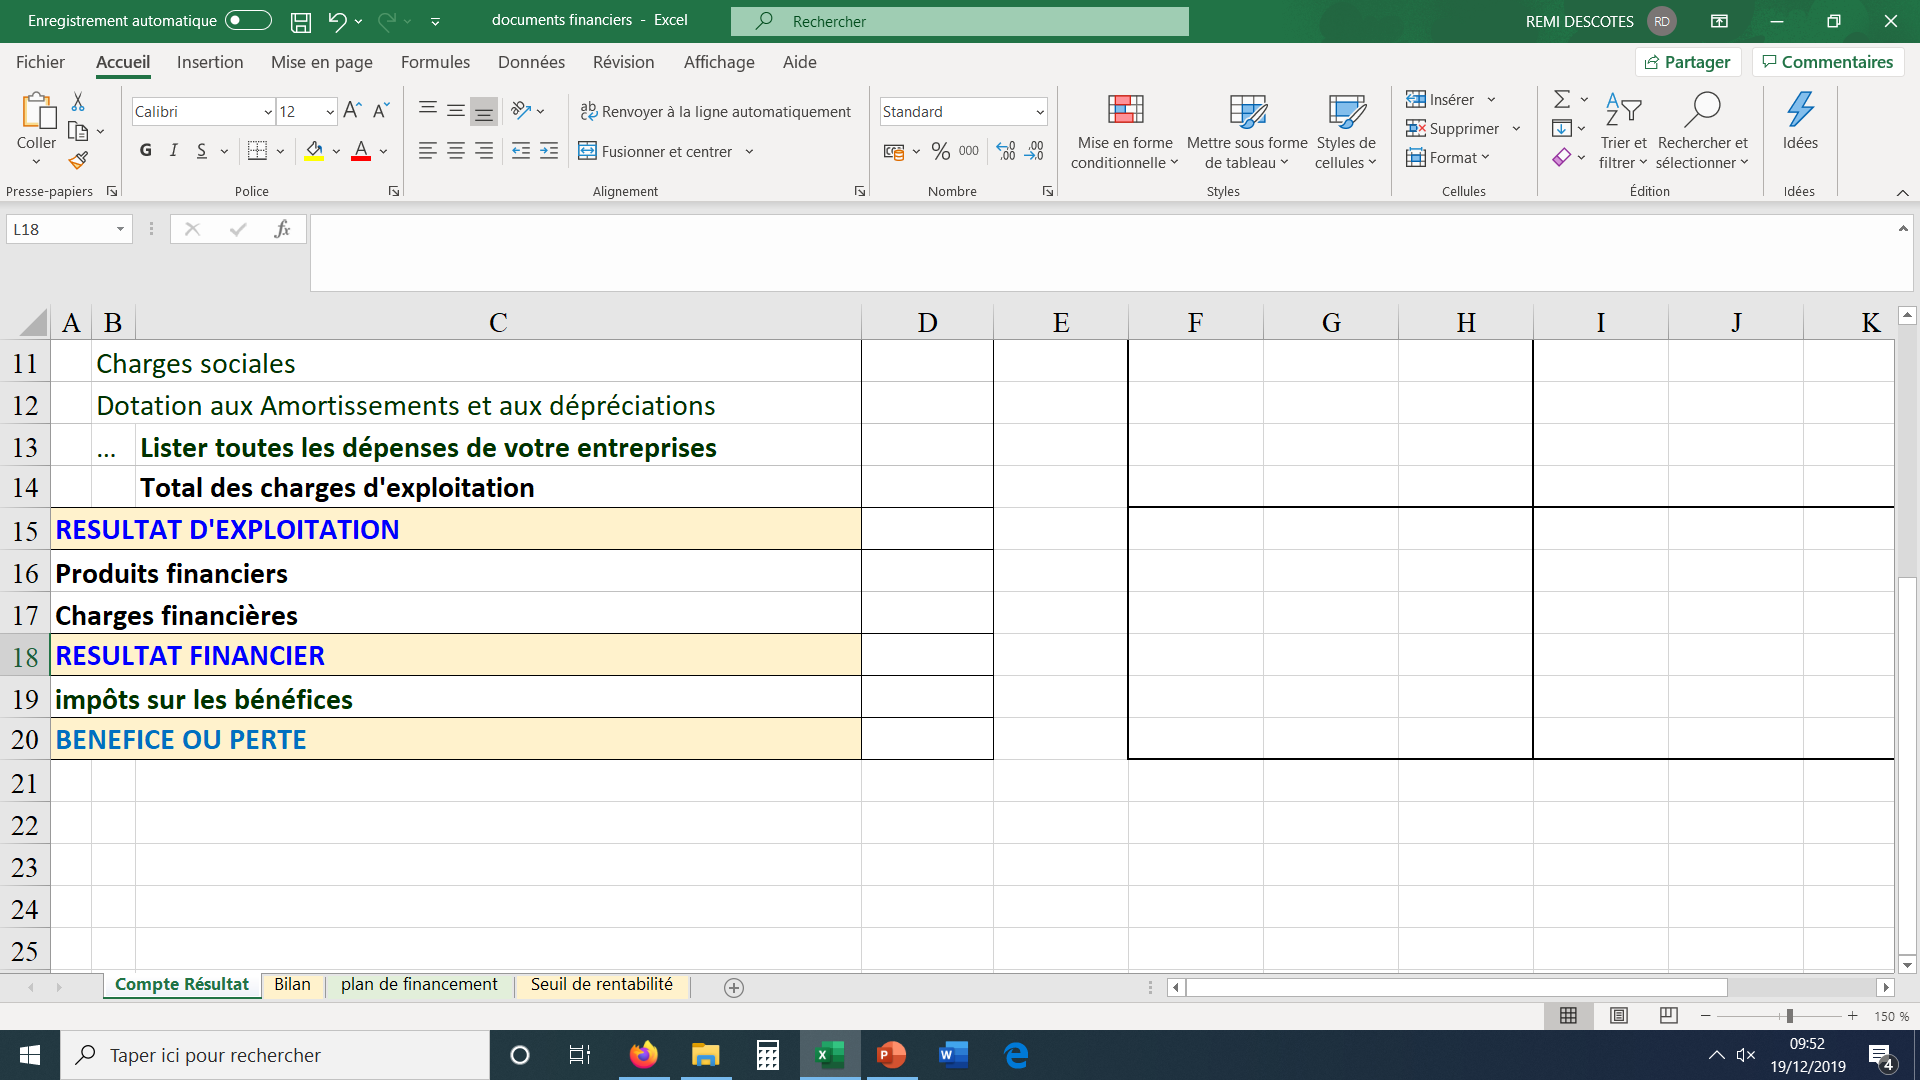 Enregistrement automatique
documents financiers - Excel
Rechercher
REMI DESCOTES
RD
Fichier Accueil Insertion Mise en page Formules Données Révision Affichage Aide
Partager
Commentaires
Coller
Presse-papiers
Calibri
12
G I S
A
Police
Renvoyer à la ligne automatiquement
Fusionner et centrer
Alignement
Standard
% 000
Nombre
Mise en forme conditionnelle
Mettre sous forme de tableau
Styles de cellules
Styles
Insérer
Supprimer
Format
Cellules
Trier et filtrer
Rechercher et sélectionner
Édition
Idées
Idées
L18
fx
A B C D E F G H I J K
11 Charges sociales
12 Dotation aux Amortissements et aux dépréciations
13 ... Lister toutes les dépenses de votre entreprises
14 Total des charges d'exploitation
15 RESULTAT D'EXPLOITATION
16 Produits financiers
17 Charges financières
18 RESULTAT FINANCIER
19 impôts sur les bénéfices
20 BENEFICE OU PERTE
21
22
23
24
25
Compte Résultat Bilan plan de financement Seuil de rentabilité
150 %
Taper ici pour rechercher
09:52
19/12/2019
4